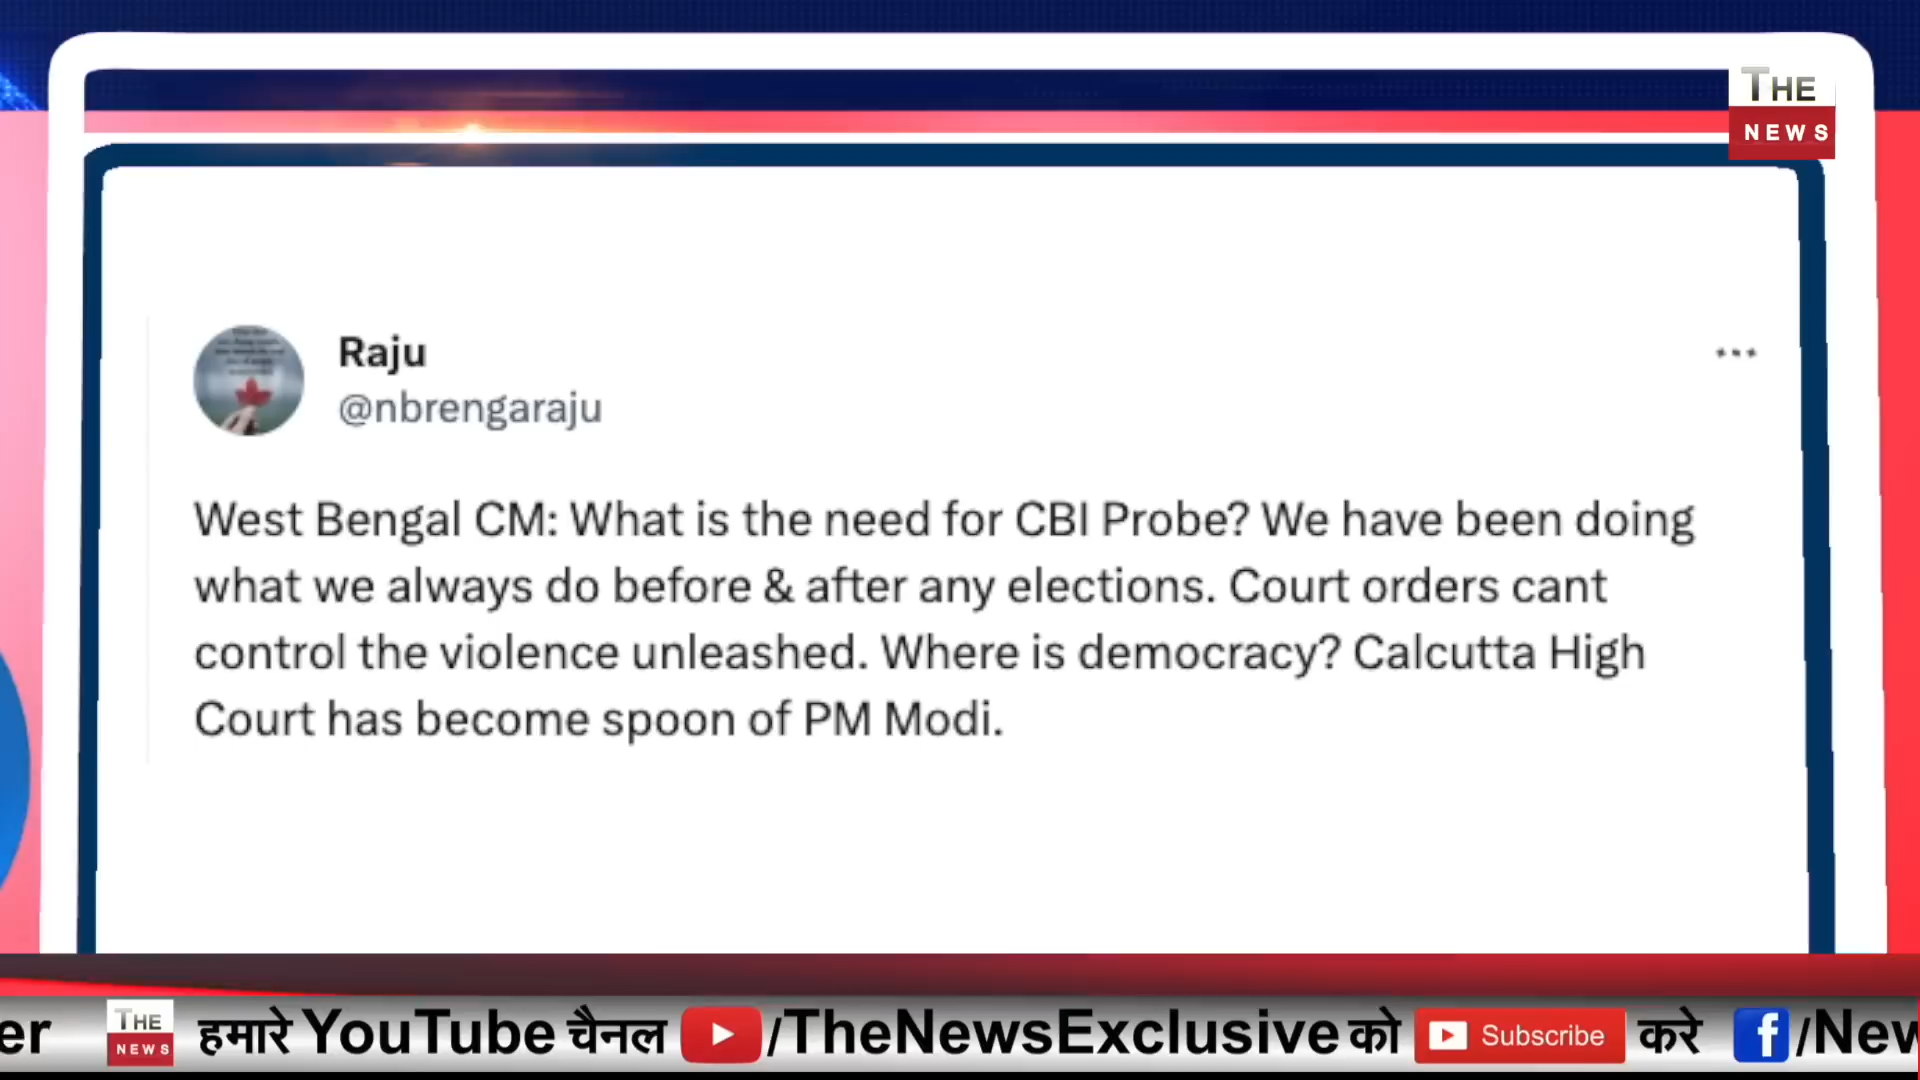 THE
NEWS
Raju
@nbrengaraju
West Bengal CM: What is the need for CBI Probe? We have been doing
what we always do before & after any elections. Court orders cant
control the violence unleashed. Where is democracy? Calcutta High
Court has become spoon of PM Modi.
er THE NEWS हमारे YouTube चैनल /TheNewsExclusive को Subscribe करे f /New